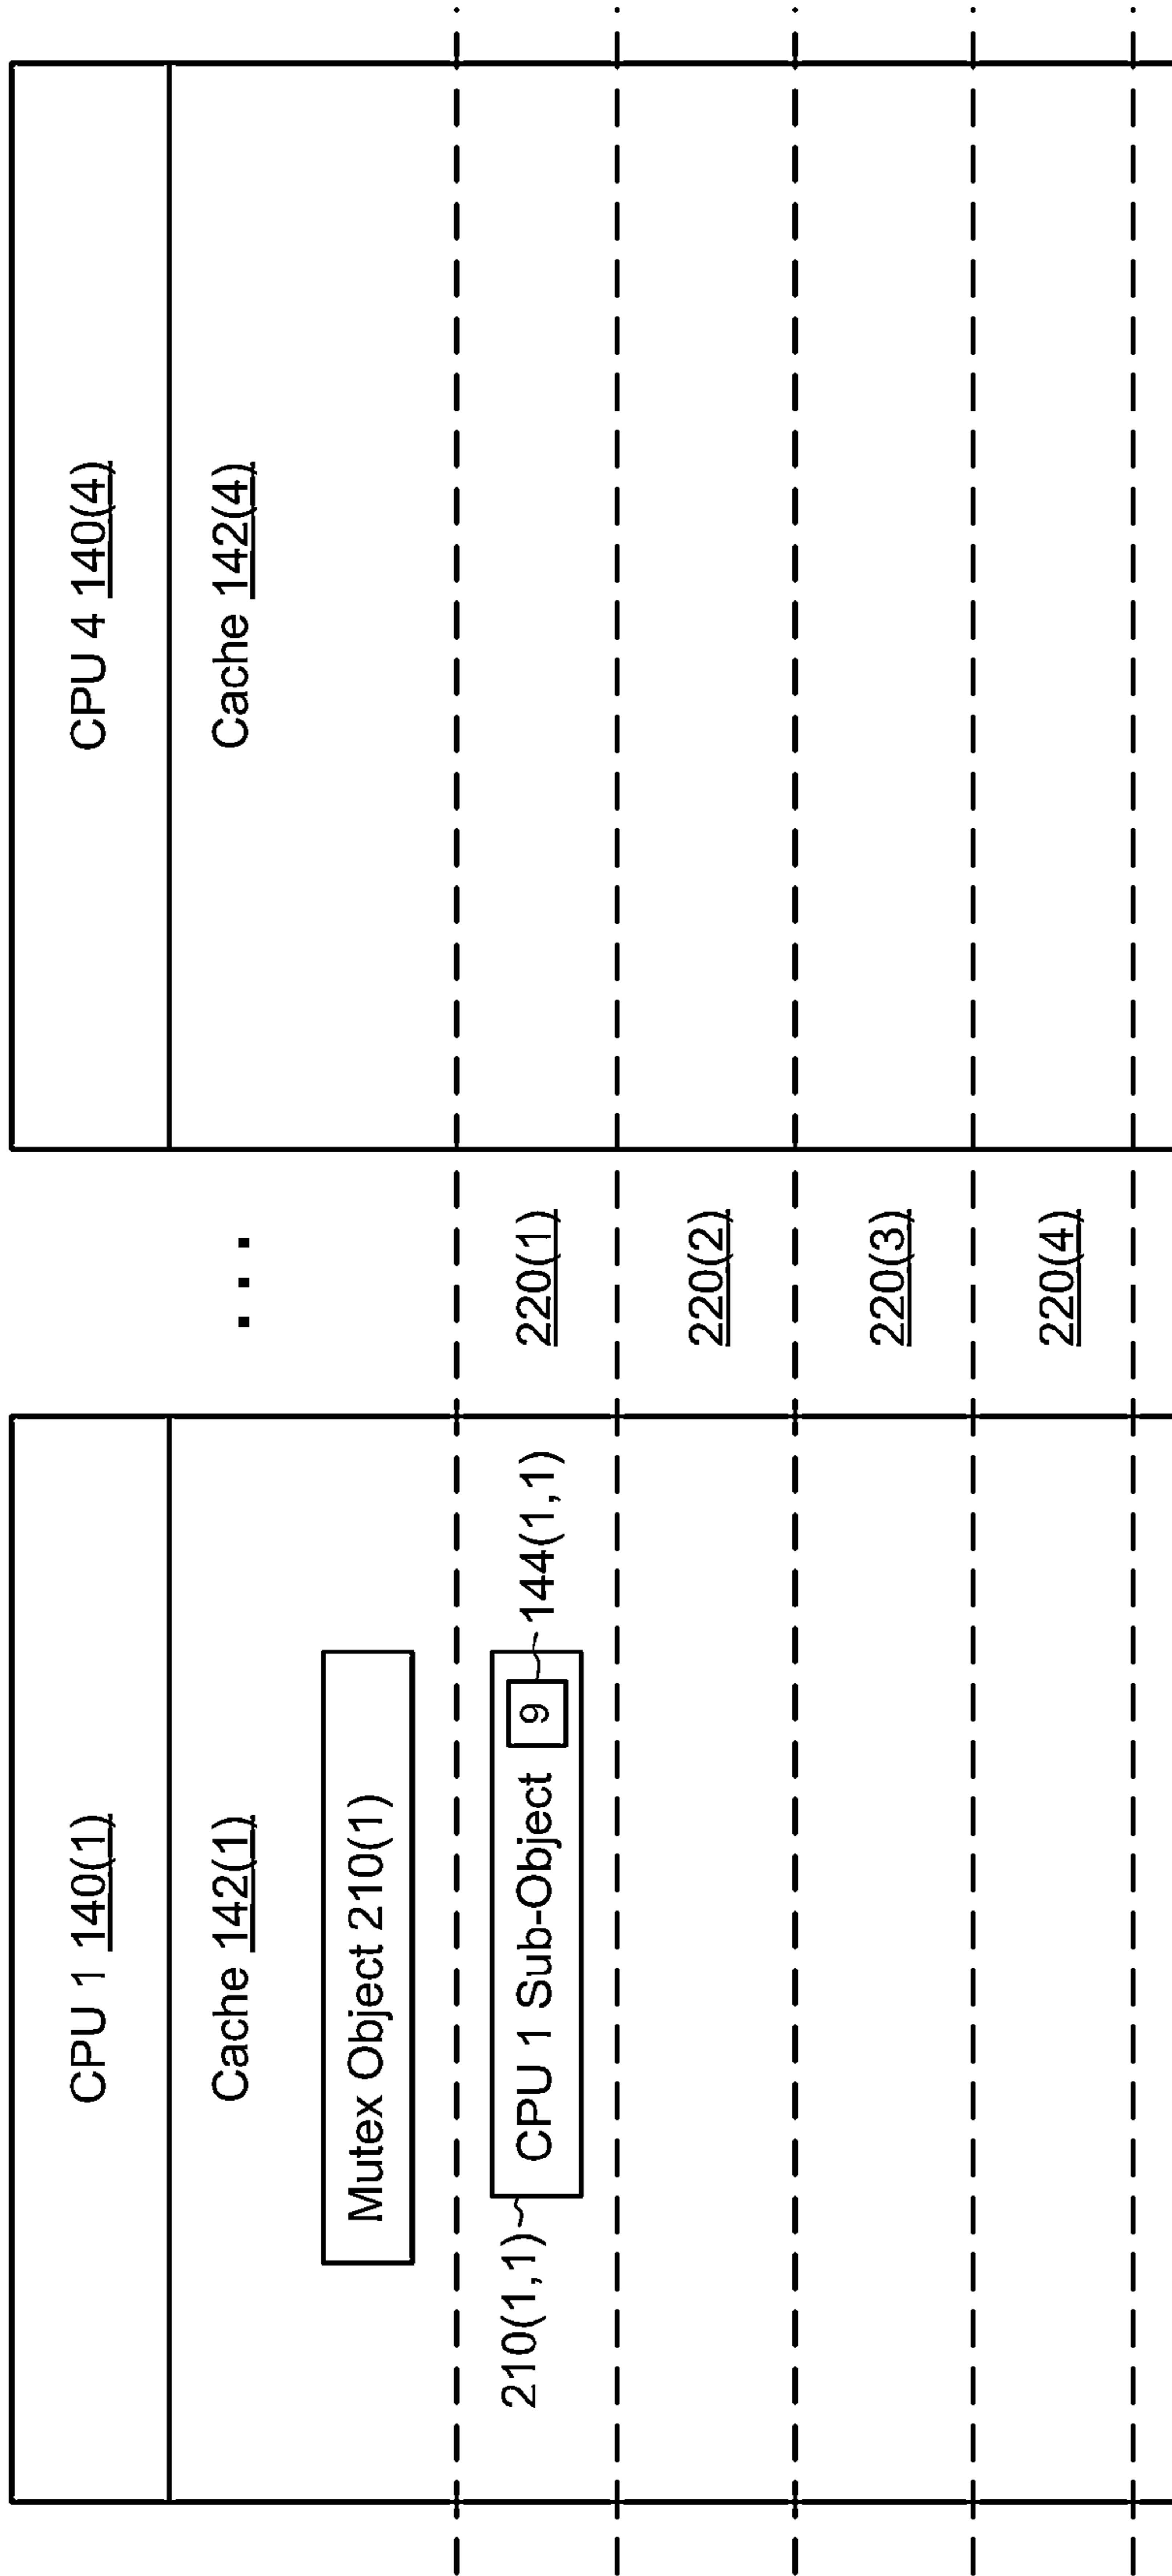 CPU 1 140(1)
Cache 142(1)
Mutex Object 210(1)
210(1,1)
CPU 1 Sub-Object 9
144(1,1)
. . .
220(1)
220(2)
220(3)
220(4)
CPU 4 140(4)
Cache 142(4)